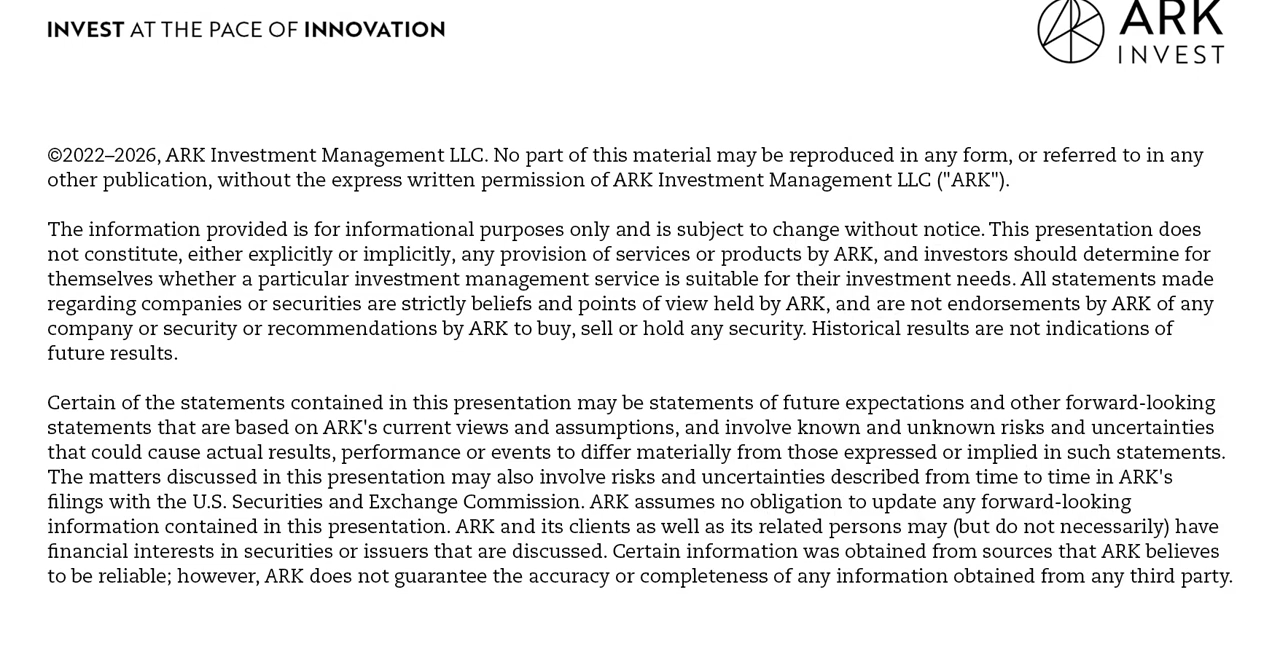 INVEST AT THE PACE OF INNOVATION
ARK
INVEST
©2022–2026, ARK Investment Management LLC. No part of this material may be reproduced in any form, or referred to in any
other publication, without the express written permission of ARK Investment Management LLC ("ARK").
The information provided is for informational purposes only and is subject to change without notice. This presentation does
not constitute, either explicitly or implicitly, any provision of services or products by ARK, and investors should determine for
themselves whether a particular investment management service is suitable for their investment needs. All statements made
regarding companies or securities are strictly beliefs and points of view held by ARK, and are not endorsements by ARK of any
company or security or recommendations by ARK to buy, sell or hold any security. Historical results are not indications of
future results.
Certain of the statements contained in this presentation may be statements of future expectations and other forward-looking
statements that are based on ARK's current views and assumptions, and involve known and unknown risks and uncertainties
that could cause actual results, performance or events to differ materially from those expressed or implied in such statements.
The matters discussed in this presentation may also involve risks and uncertainties described from time to time in ARK's
filings with the U.S. Securities and Exchange Commission. ARK assumes no obligation to update any forward-looking
information contained in this presentation. ARK and its clients as well as its related persons may (but do not necessarily) have
financial interests in securities or issuers that are discussed. Certain information was obtained from sources that ARK believes
to be reliable; however, ARK does not guarantee the accuracy or completeness of any information obtained from any third party.